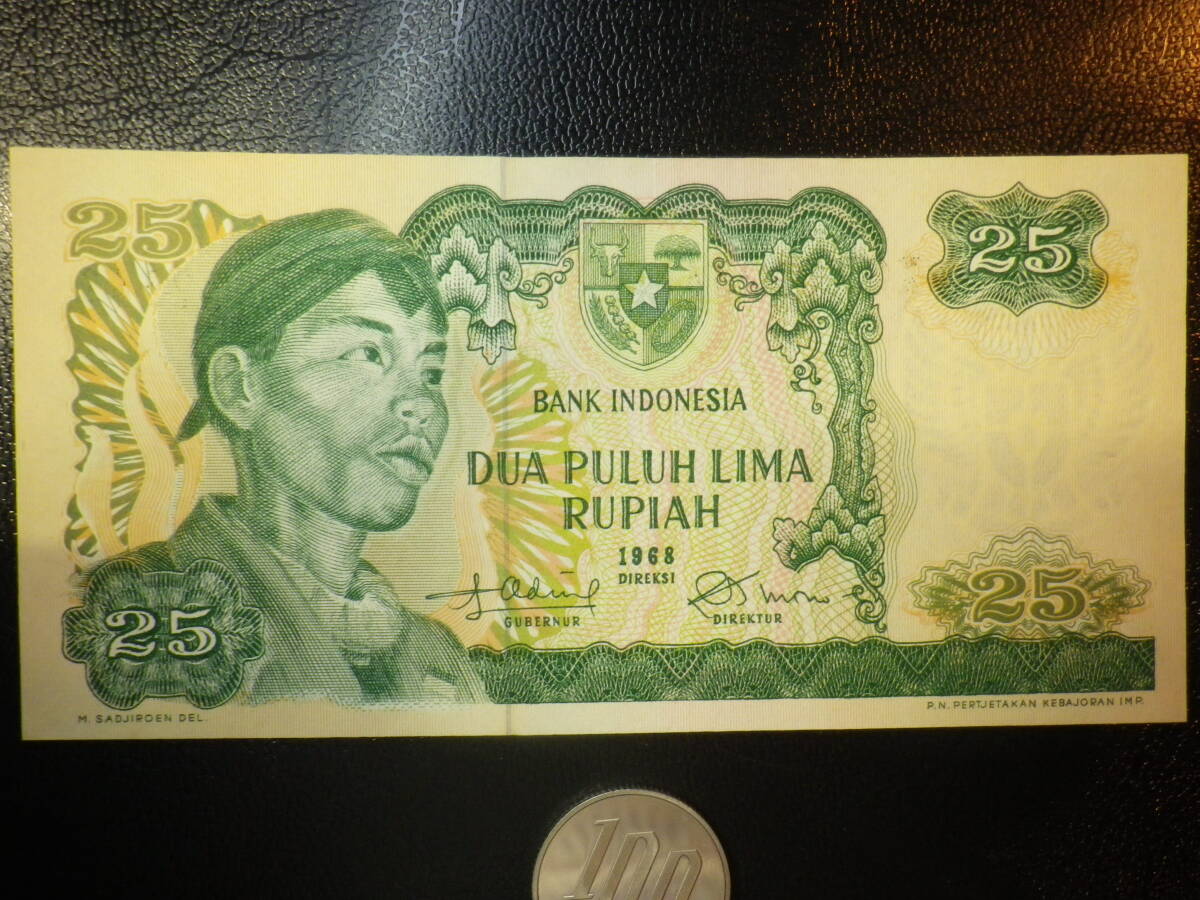 25
25
BANK INDONESIA
DUA PULUH LIMA
RUPIAH
1968
DIREKSI
GUBERNUR
DIREKTUR
25
25
M. SADJIROEN DEL.
P.N. PERTJETAKAN KEBAJORAN IMP.
100